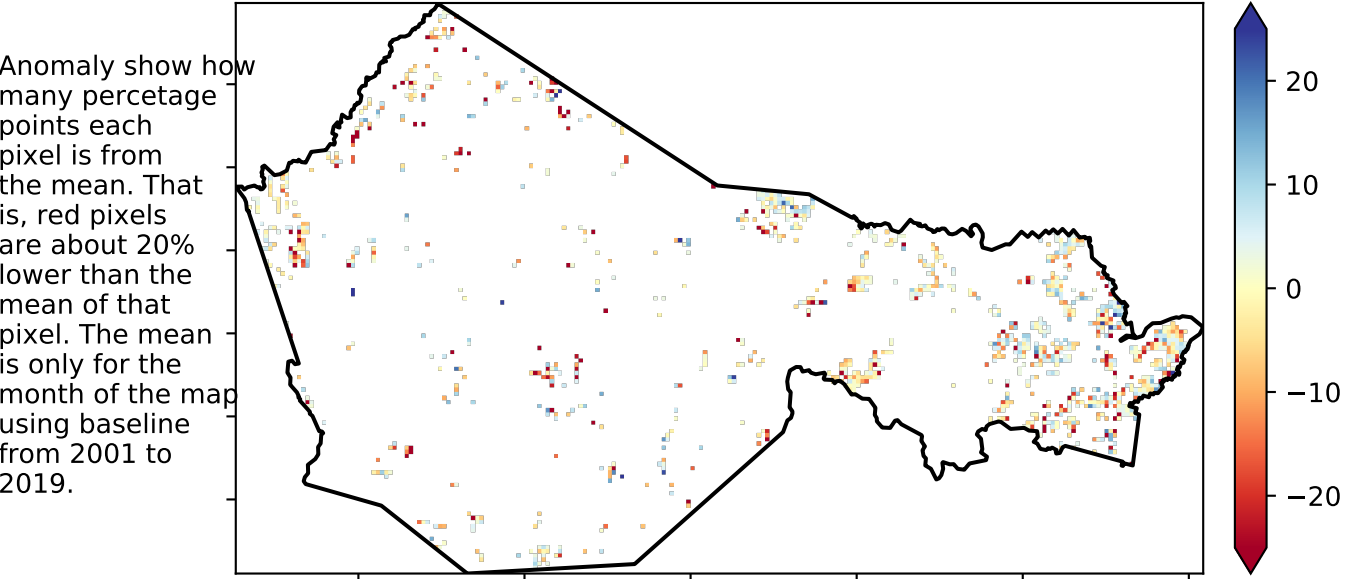 Anomaly show how
many percetage
points each
pixel is from
the mean. That
is, red pixels
are about 20%
lower than the
mean of that
pixel. The mean
is only for the
month of the map
using baseline
from 2001 to
2019.
20
10
0
−10
−20